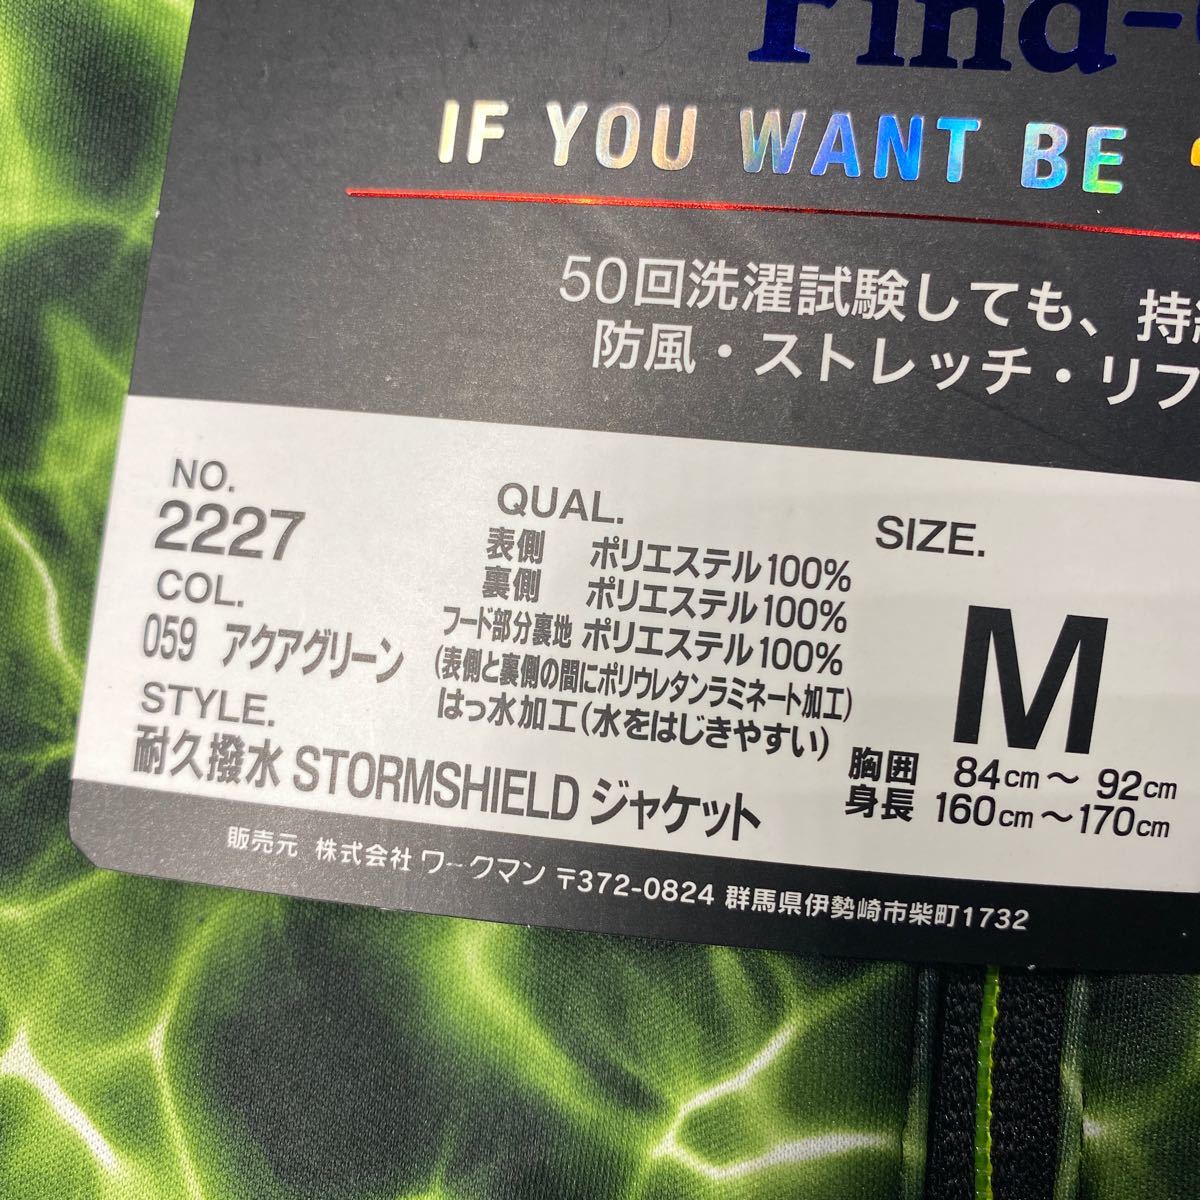 IF YOU WANT BE
50回洗濯試験しても、持続
防風・ストレッチ・リフ
NO.
2227
COL.
059 アクアグリーン
STYLE.
耐久撥水 STORMSHIELD ジャケット
QUAL.
表側 ポリエステル100%
裏側 ポリエステル100%
フード部分裏地 ポリエステル100%
(表側と裏側の間にポリウレタンラミネート加工)
はっ水加工(水をはじきやすい)
SIZE.
M
胸囲 84cm～92cm
身長 160cm～170cm
販売元 株式会社 ワークマン 〒372-0824 群馬県伊勢崎市柴町1732